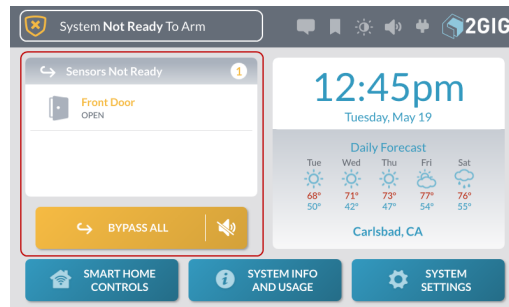 System Not Ready To Arm
2GIG
Sensors Not Ready 1
Front Door
OPEN
BYPASS ALL
12:45pm
Tuesday, May 19
Daily Forecast
Tue Wed Thu Fri Sat
68° 71° 73° 77° 76°
50° 42° 47° 54° 55°
Carlsbad, CA
SMART HOME
CONTROLS
SYSTEM INFO
AND USAGE
SYSTEM
SETTINGS